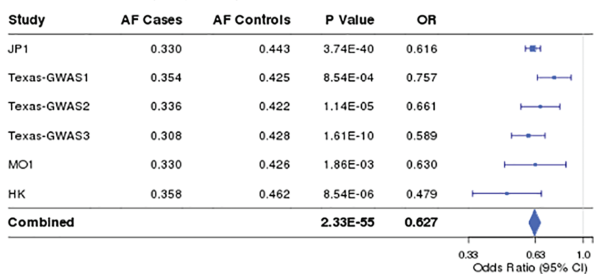 Study AF Cases AF Controls P Value OR
JP1 0.330 0.443 3.74E-40 0.616
Texas-GWAS1 0.354 0.425 8.54E-04 0.757
Texas-GWAS2 0.336 0.422 1.14E-05 0.661
Texas-GWAS3 0.308 0.428 1.61E-10 0.589
MO1 0.330 0.426 1.86E-03 0.630
HK 0.358 0.462 8.54E-06 0.479
Combined 2.33E-55 0.627
0.33 0.63 1.0
Odds Ratio (95% CI)